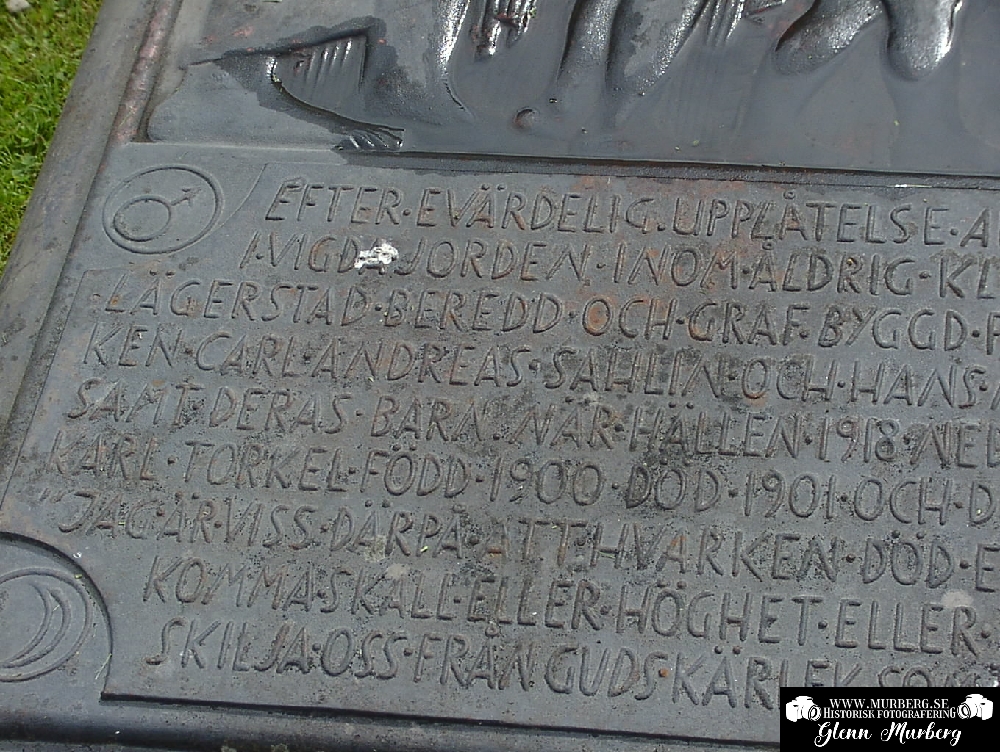 EFTER·EVÄRDELIG·UPPLÅTELSE·A
I·VIGDA·JORDEN·INOM·ÅLDRIG·KL
·LÄGERSTAD·BEREDD·OCH·GRAF·BYGGD·F
KEN·CARL·ANDREAS·SAHLIN·OCH·HANS·
SAMT·DERAS·BARN·NÄR·HÄLLEN·1918·NE
KARL·TORKEL·FÖDD·1900·DÖD·1901·OCH·D
"JAG·ÄR·VISS·DÄRPÅ·ATT·HVARKEN·DÖD·E
KOMMA·SKALL·ELLER·HÖGHET·ELLER·
SKILJA·OSS·FRÅN·GUDS·KÄRLEK·SOM
WWW.MURBERG.SE
HISTORISK FOTOGRAFERING
Glenn Murberg